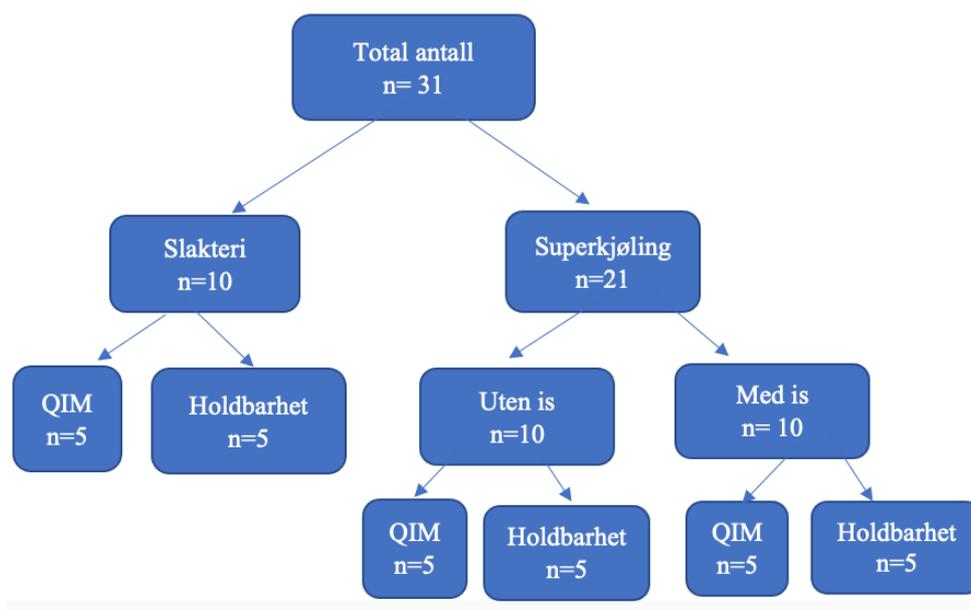 Total antall
n= 31
Slakteri
n=10
Superkjøling
n=21
QIM
n=5
Holdbarhet
n=5
Uten is
n=10
Med is
n= 10
QIM
n=5
Holdbarhet
n=5
QIM
n=5
Holdbarhet
n=5